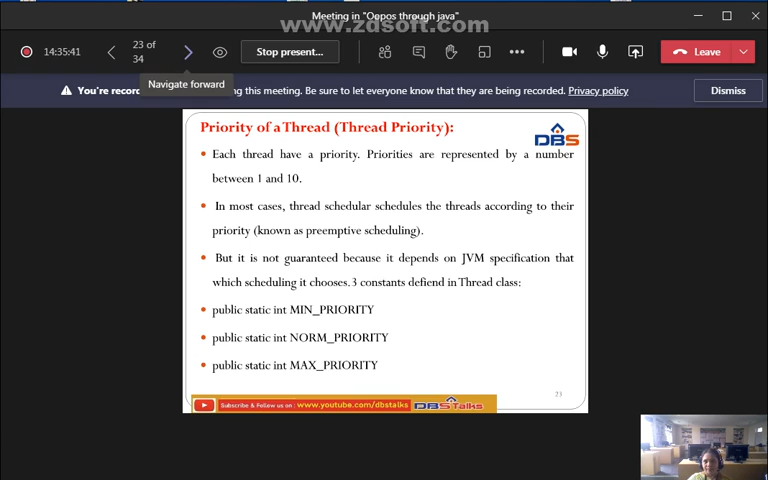 Meeting in "Oopos through java"
www.zdsoft.com
14:35:41
23 of
34
Stop present...
Leave
Navigate forward
You're recor
ng this meeting. Be sure to let everyone know that they are being recorded. Privacy policy
Dismiss
Priority of a Thread (Thread Priority):
DBS
Each thread have a priority. Priorities are represented by a number
between 1 and 10.
In most cases, thread schedular schedules the threads according to their
priority (known as preemptive scheduling).
But it is not guaranteed because it depends on JVM specification that
which scheduling it chooses.3 constants defiend in Thread class:
public static int MIN_PRIORITY
public static int NORM_PRIORITY
public static int MAX_PRIORITY
23
Subscribe & Follow us on : www.youtube.com/dbstalks DBSTalks